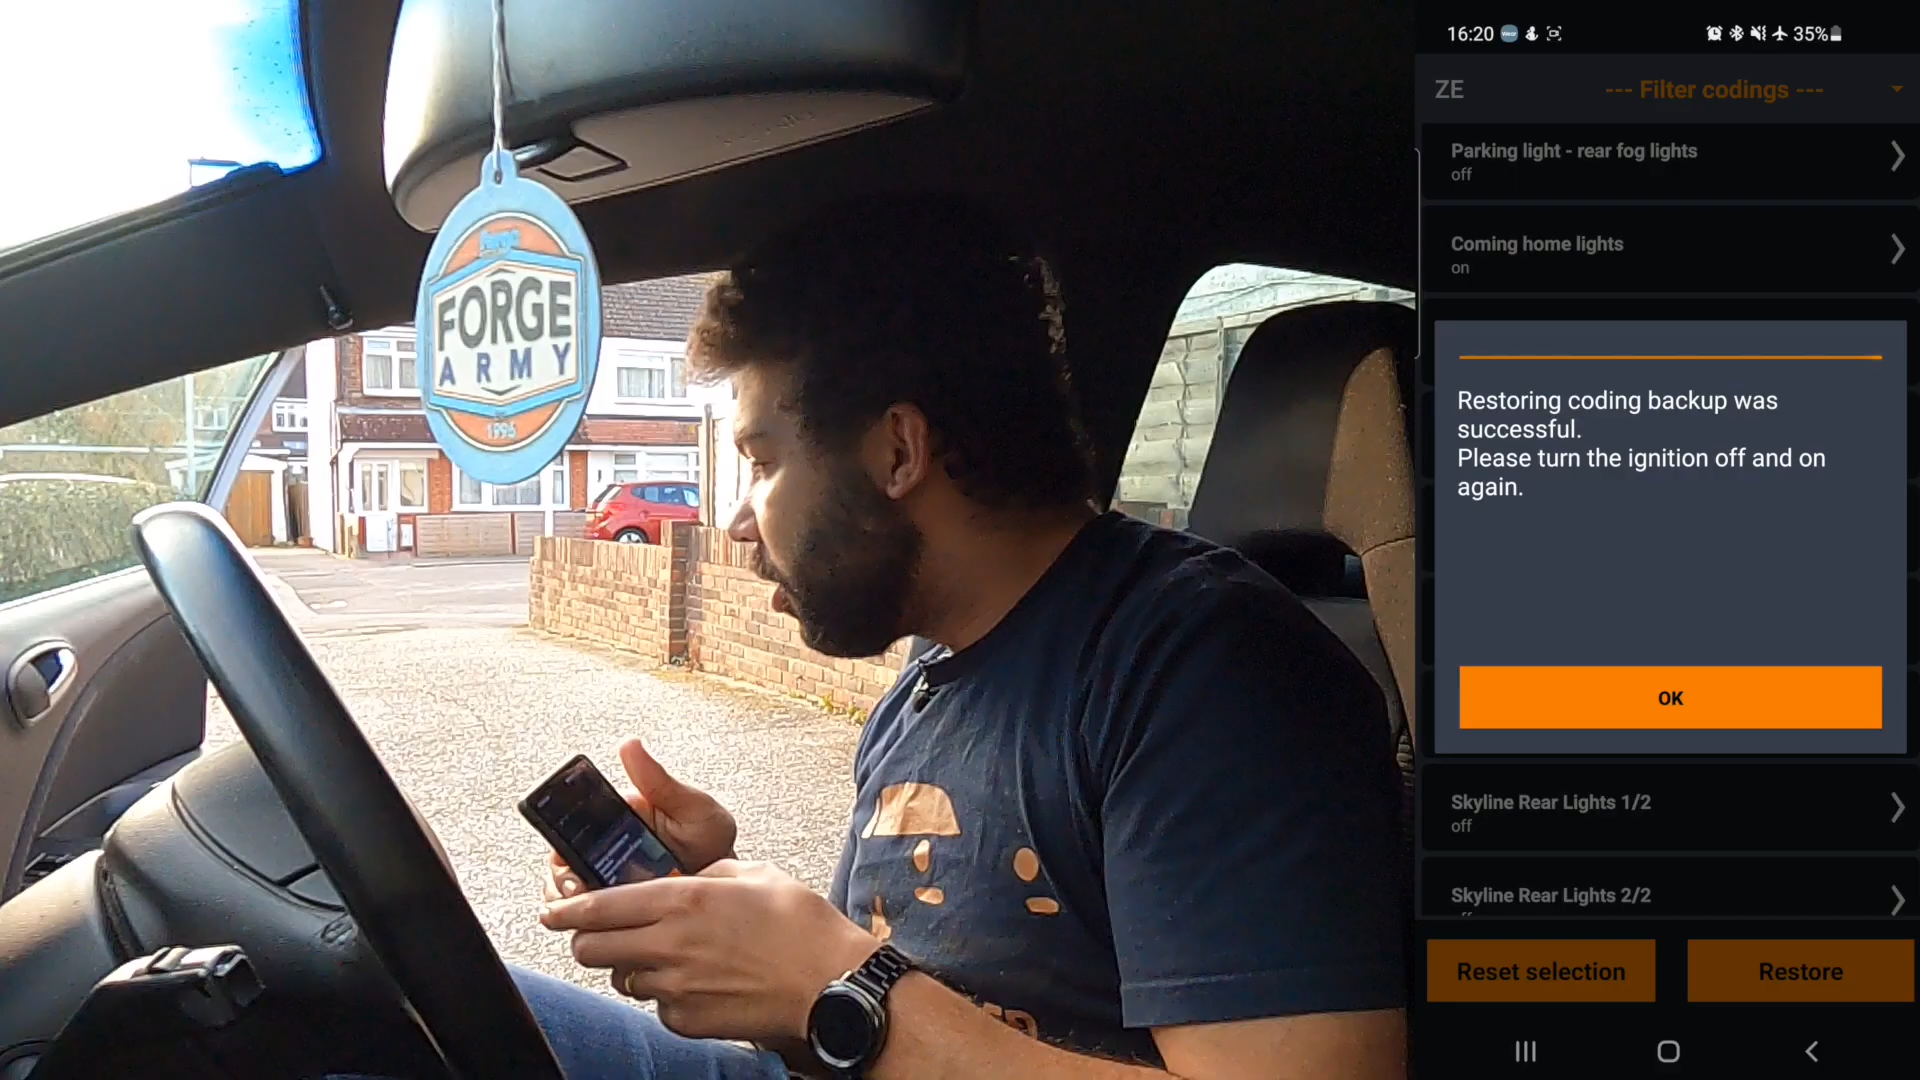 Forge
FORGE
ARMY
1996
16:20
35%
ZE
--- Filter codings ---
Parking light - rear fog lights
off
Coming home lights
on
Restoring coding backup was
successful.
Please turn the ignition off and on
again.
OK
Skyline Rear Lights 1/2
off
Skyline Rear Lights 2/2
Reset selection
Restore